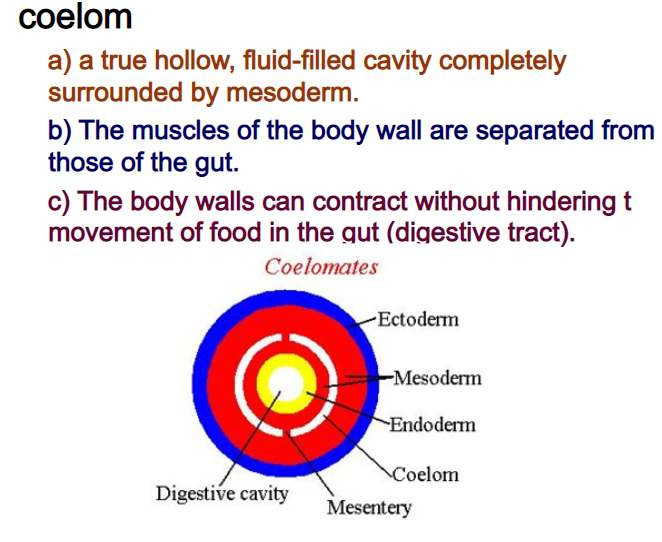 coelom
a) a true hollow, fluid-filled cavity completely
surrounded by mesoderm.
b) The muscles of the body wall are separated from
those of the gut.
c) The body walls can contract without hindering t
movement of food in the gut (digestive tract).
Coelomates
Ectoderm
Mesoderm
Endoderm
Coelom
Digestive cavity
Mesentery